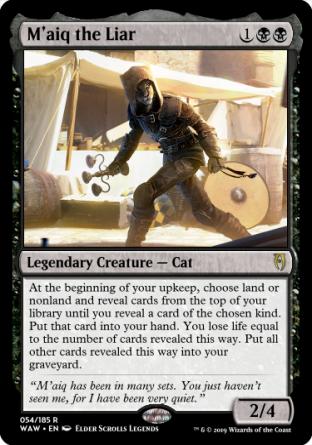 M'aiq the Liar 1
Legendary Creature — Cat
At the beginning of your upkeep, choose land or
nonland and reveal cards from the top of your
library until you reveal a card of the chosen kind.
Put that card into your hand. You lose life equal
to the number of cards revealed this way. Put all
other cards revealed this way into your
graveyard.
“M'aiq has been in many sets. You just haven't
seen me, for I have been very quiet.”
2/4
054/185 R
WAW • EN Elder Scrolls Legends
™ & © 2019 Wizards of the Coast